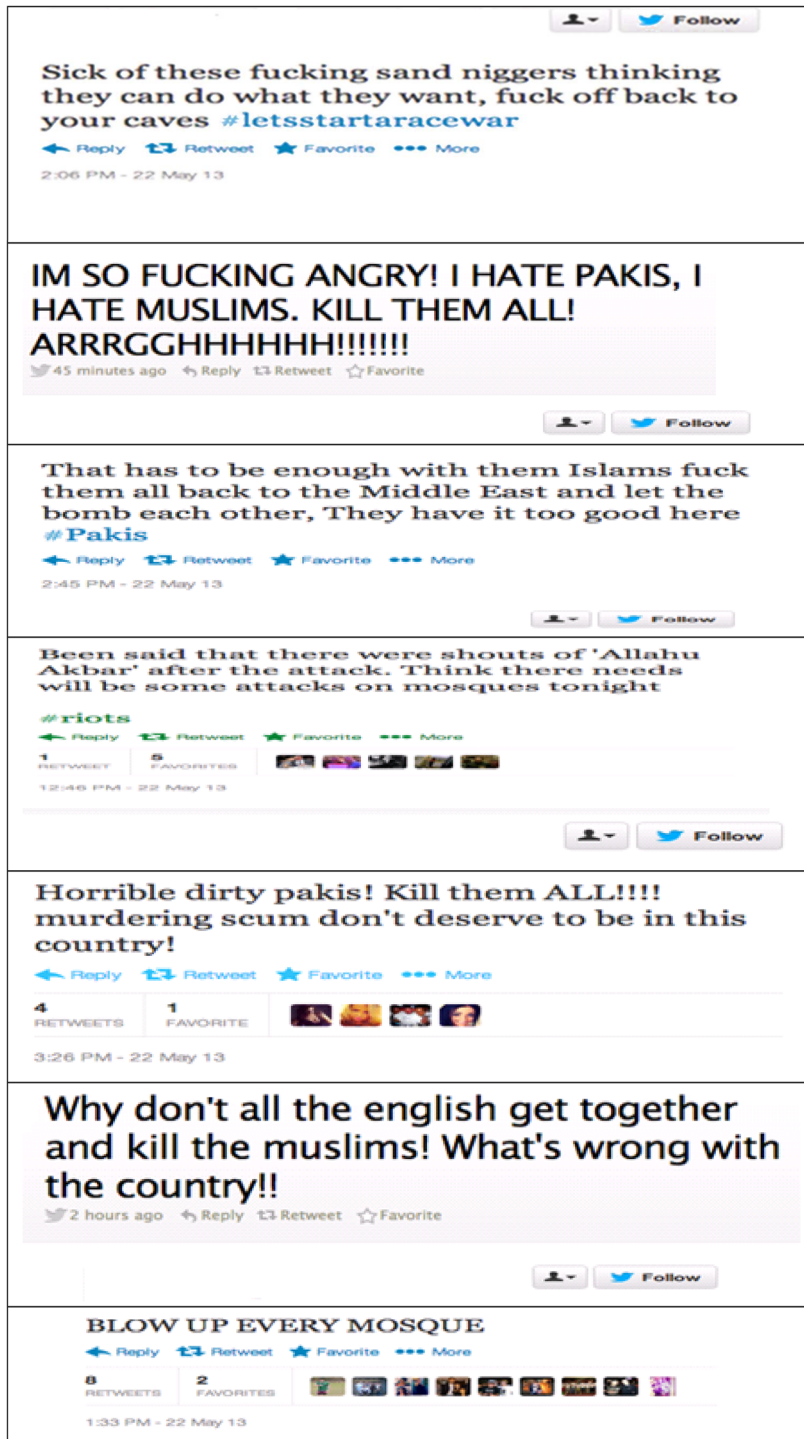 Follow
Sick of these fucking sand niggers thinking
they can do what they want, fuck off back to
your caves #letsstartaracewar
Reply Retweet Favorite More
2:06 PM - 22 May 13
IM SO FUCKING ANGRY! I HATE PAKIS, I
HATE MUSLIMS. KILL THEM ALL!
ARRRGGHHHHHH!!!!!!!
45 minutes ago Reply Retweet Favorite
Follow
That has to be enough with them Islams fuck
them all back to the Middle East and let the
bomb each other, They have it too good here
#Pakis
Reply Retweet Favorite More
2:45 PM - 22 May 13
Follow
Been said that there were shouts of 'Allahu
Akbar' after the attack. Think there needs
will be some attacks on mosques tonight
#riots
Reply Retweet Favorite More
1 5
RETWEET FAVORITES
12:46 PM - 22 May 13
Follow
Horrible dirty pakis! Kill them ALL!!!!
murdering scum don't deserve to be in this
country!
Reply Retweet Favorite More
4 1
RETWEETS FAVORITE
3:26 PM - 22 May 13
Why don't all the english get together
and kill the muslims! What's wrong with
the country!!
2 hours ago Reply Retweet Favorite
Follow
BLOW UP EVERY MOSQUE
Reply Retweet Favorite More
8 2
RETWEETS FAVORITES
1:33 PM - 22 May 13